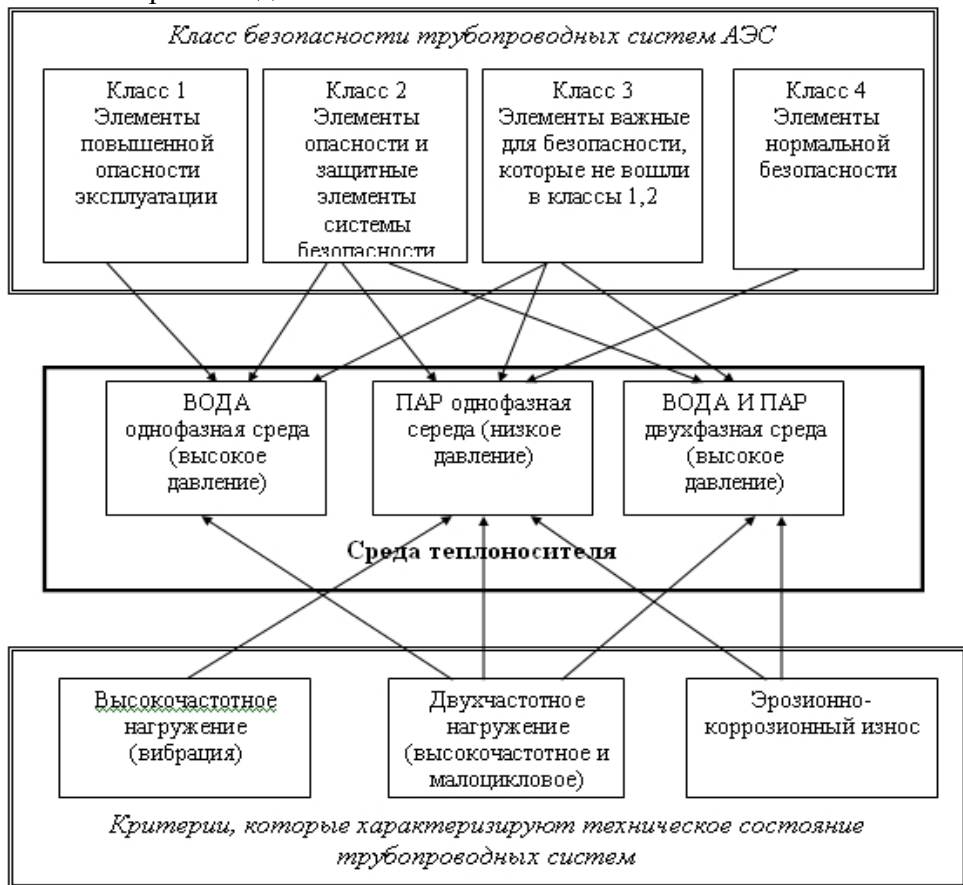 Класс безопасности трубопроводных систем АЭС
Класс 1
Элементы
повышенной
опасности
эксплуатации
Класс 2
Элементы
опасности и
защитные
элементы
системы
безопасности
Класс 3
Элементы важные
для безопасности,
которые не вошли
в классы 1,2
Класс 4
Элементы
нормальной
безопасности
ВОДА
однофазная среда
(высокое
давление)
ПАР однофазная
середа (низкое
давление)
ВОДА И ПАР
двухфазная среда
(высокое
давление)
Среда теплоносителя
Высокочастотное
нагружение
(вибрация)
Двухчастотное
нагружение
(высокочастотное и
малоцикловое)
Эрозионно-
коррозионный износ
Критерии, которые характеризируют техническое состояние
трубопроводных систем